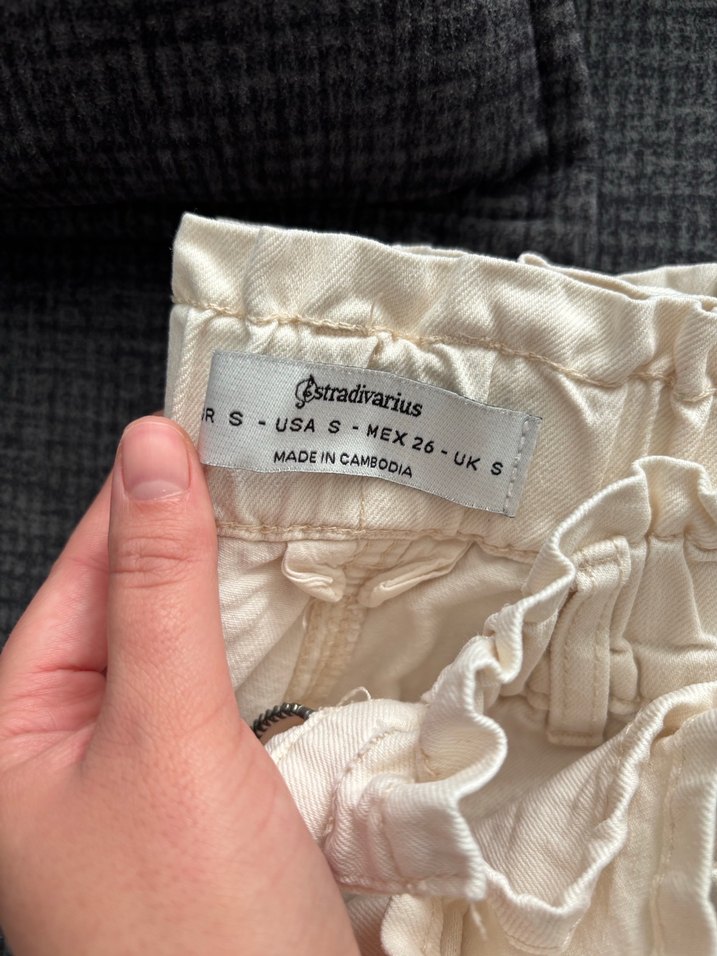 Stradivarius
R S - USA S - MEX 26 - UK S
MADE IN CAMBODIA